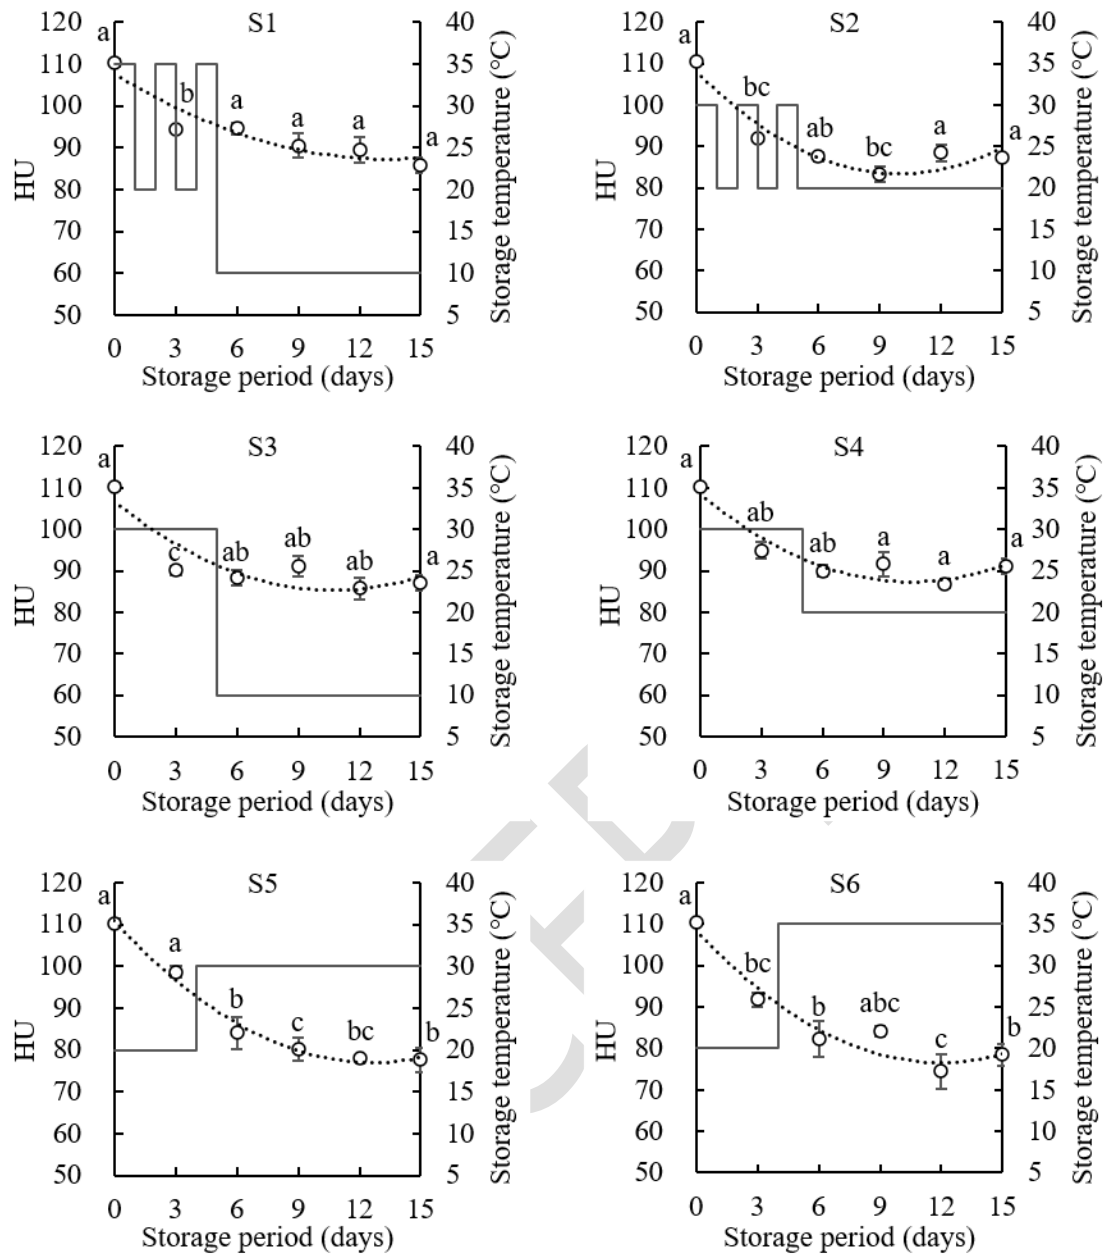 S1
120 110 100 90 80 70 60 50
HU
a b a a a a
40 35 30 25 20 15 10 5
Storage temperature (°C)
0 3 6 9 12 15
Storage period (days)
S2
120 110 100 90 80 70 60 50
HU
a bc ab bc a a
40 35 30 25 20 15 10 5
Storage temperature (°C)
0 3 6 9 12 15
Storage period (days)
S3
120 110 100 90 80 70 60 50
HU
a c ab ab ab a
40 35 30 25 20 15 10 5
Storage temperature (°C)
0 3 6 9 12 15
Storage period (days)
S4
120 110 100 90 80 70 60 50
HU
a ab ab a a a
40 35 30 25 20 15 10 5
Storage temperature (°C)
0 3 6 9 12 15
Storage period (days)
S5
120 110 100 90 80 70 60 50
HU
a a b c bc b
40 35 30 25 20 15 10 5
Storage temperature (°C)
0 3 6 9 12 15
Storage period (days)
S6
120 110 100 90 80 70 60 50
HU
a bc b abc c b
40 35 30 25 20 15 10 5
Storage temperature (°C)
0 3 6 9 12 15
Storage period (days)